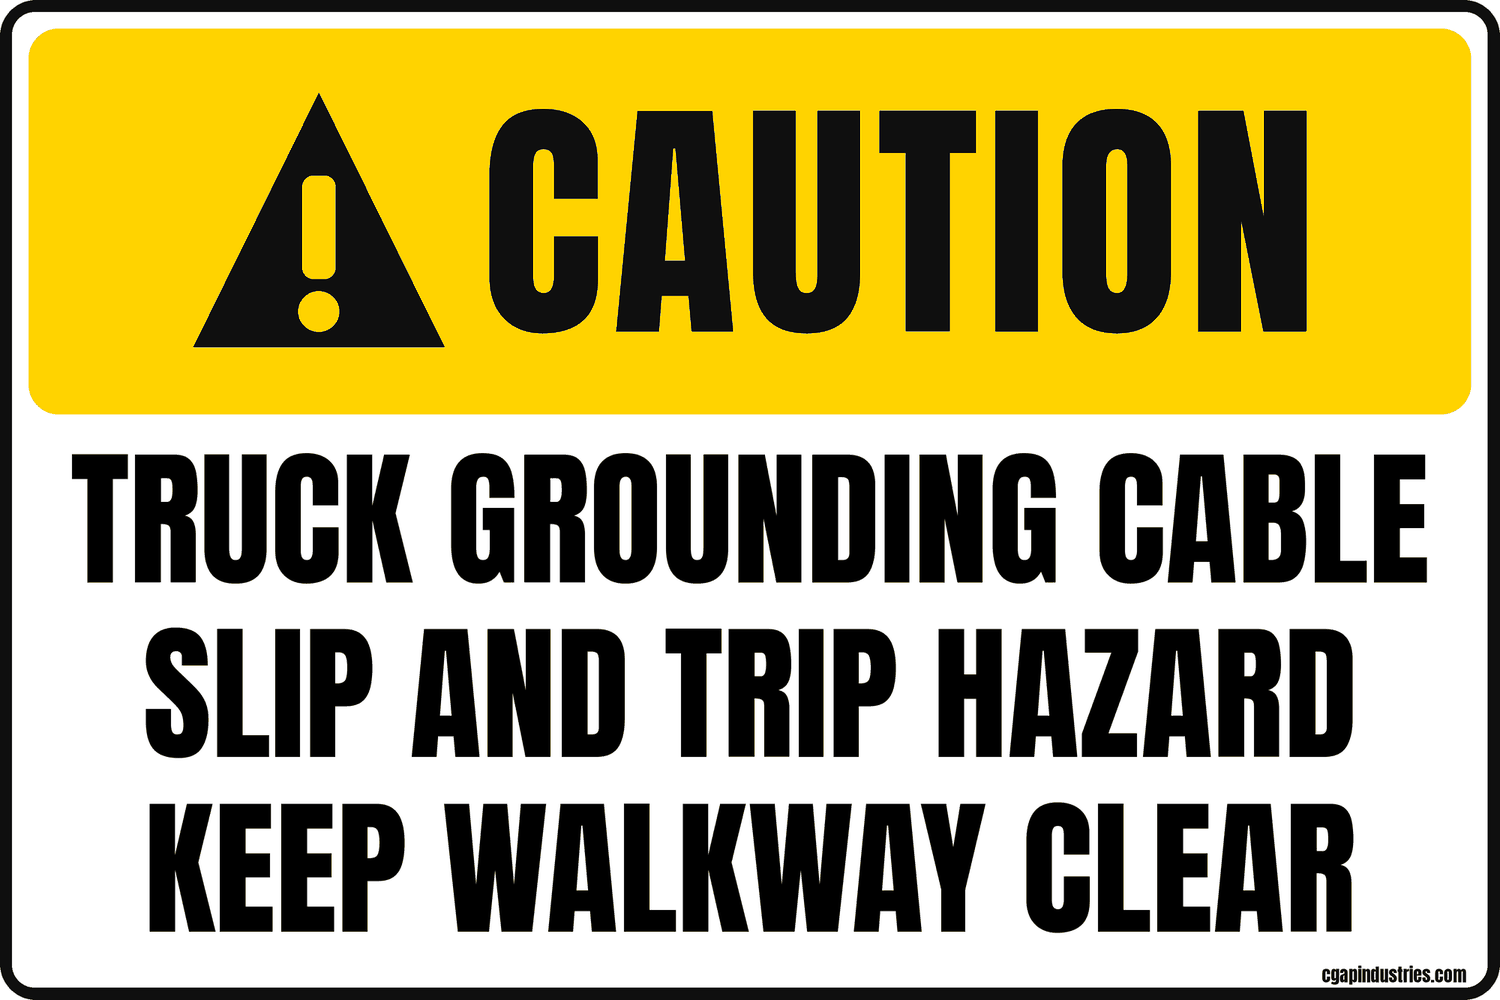 CAUTION
TRUCK GROUNDING CABLE
SLIP AND TRIP HAZARD
KEEP WALKWAY CLEAR
cgapindustries.com